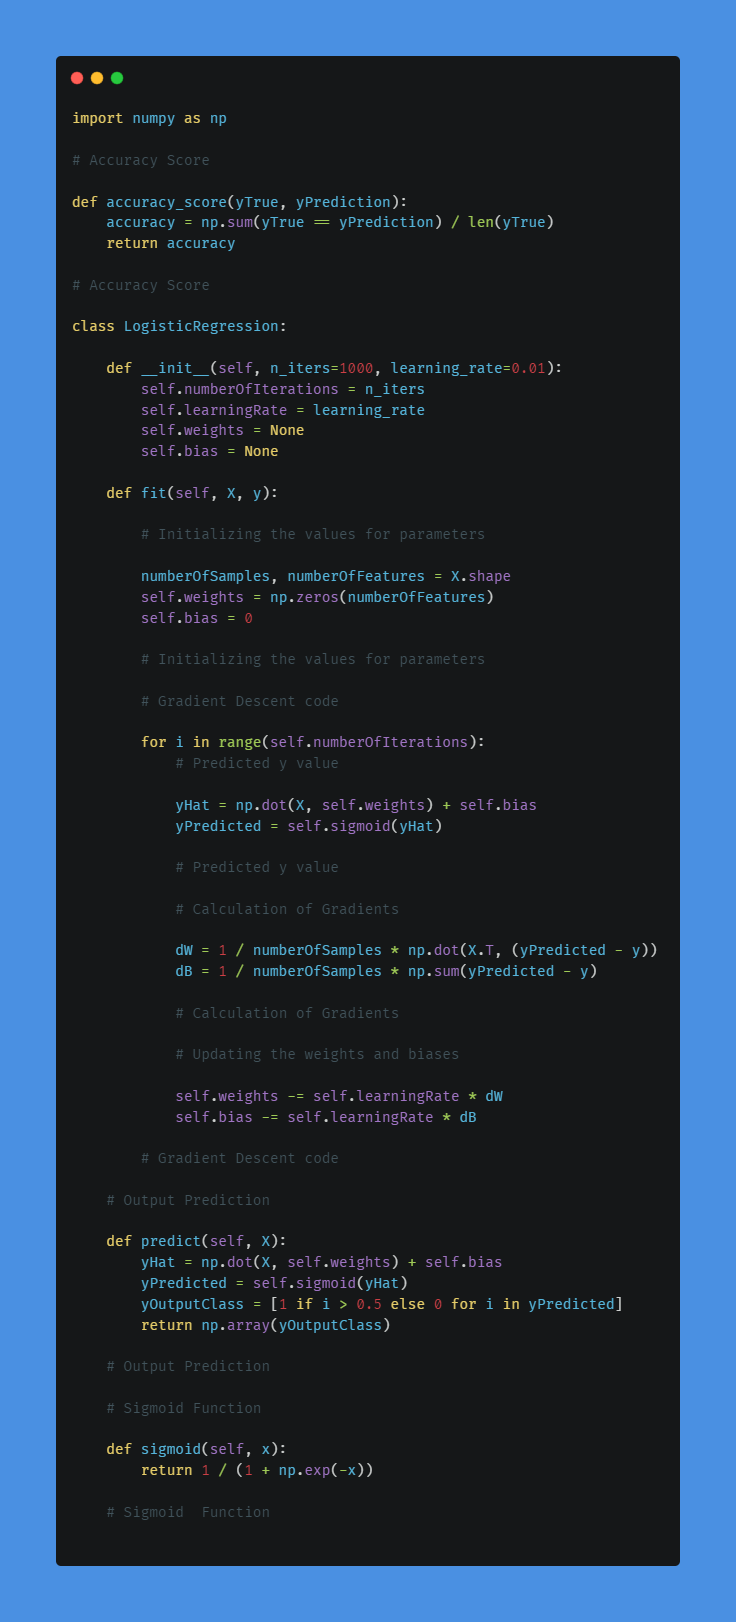 import numpy as np

# Accuracy Score

def accuracy_score(yTrue, yPrediction):
    accuracy = np.sum(yTrue == yPrediction) / len(yTrue)
    return accuracy

# Accuracy Score

class LogisticRegression:

    def __init__(self, n_iters=1000, learning_rate=0.01):
        self.numberOfIterations = n_iters
        self.learningRate = learning_rate
        self.weights = None
        self.bias = None

    def fit(self, X, y):

        # Initializing the values for parameters

        numberOfSamples, numberOfFeatures = X.shape
        self.weights = np.zeros(numberOfFeatures)
        self.bias = 0

        # Initializing the values for parameters

        # Gradient Descent code

        for i in range(self.numberOfIterations):
            # Predicted y value

            yHat = np.dot(X, self.weights) + self.bias
            yPredicted = self.sigmoid(yHat)

            # Predicted y value

            # Calculation of Gradients

            dW = 1 / numberOfSamples * np.dot(X.T, (yPredicted - y))
            dB = 1 / numberOfSamples * np.sum(yPredicted - y)

            # Calculation of Gradients

            # Updating the weights and biases

            self.weights -= self.learningRate * dW
            self.bias -= self.learningRate * dB

        # Gradient Descent code

    # Output Prediction

    def predict(self, X):
        yHat = np.dot(X, self.weights) + self.bias
        yPredicted = self.sigmoid(yHat)
        yOutputClass = [1 if i > 0.5 else 0 for i in yPredicted]
        return np.array(yOutputClass)

    # Output Prediction

    # Sigmoid Function

    def sigmoid(self, x):
        return 1 / (1 + np.exp(-x))

    # Sigmoid  Function